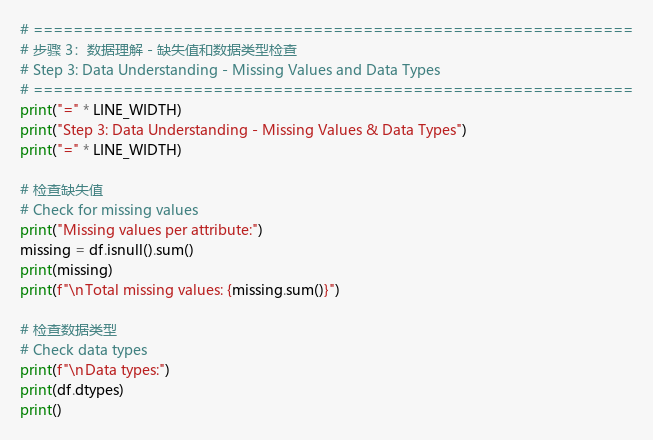 # ============================================================
# 步骤 3：数据理解 - 缺失值和数据类型检查
# Step 3: Data Understanding - Missing Values and Data Types
# ============================================================
print("=" * LINE_WIDTH)
print("Step 3: Data Understanding - Missing Values & Data Types")
print("=" * LINE_WIDTH)
# 检查缺失值
# Check for missing values
print("Missing values per attribute:")
missing = df.isnull().sum()
print(missing)
print(f"\nTotal missing values: {missing.sum()}")
# 检查数据类型
# Check data types
print(f"\nData types:")
print(df.dtypes)
print()